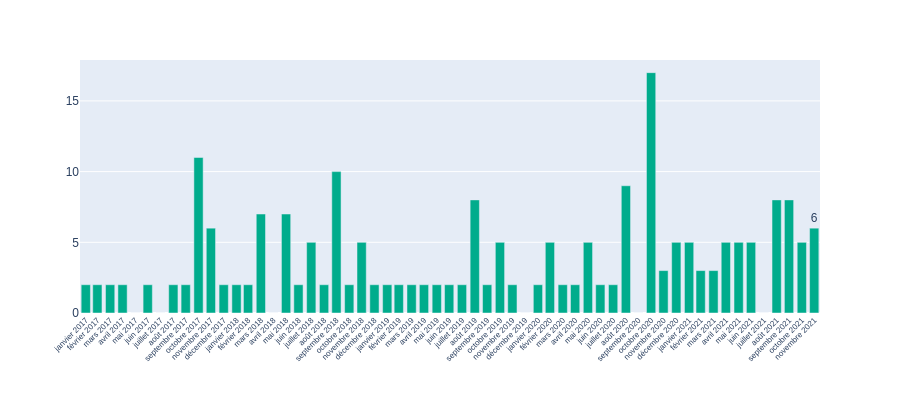 15
10
5
0
6
janvier 2017
février 2017
mars 2017
avril 2017
mai 2017
juin 2017
juillet 2017
août 2017
septembre 2017
octobre 2017
novembre 2017
décembre 2017
janvier 2018
février 2018
mars 2018
avril 2018
mai 2018
juin 2018
juillet 2018
août 2018
septembre 2018
octobre 2018
novembre 2018
décembre 2018
janvier 2019
février 2019
mars 2019
avril 2019
mai 2019
juin 2019
juillet 2019
août 2019
septembre 2019
octobre 2019
novembre 2019
décembre 2019
janvier 2020
février 2020
mars 2020
avril 2020
mai 2020
juin 2020
juillet 2020
août 2020
septembre 2020
octobre 2020
novembre 2020
décembre 2020
janvier 2021
février 2021
mars 2021
avril 2021
mai 2021
juin 2021
juillet 2021
août 2021
septembre 2021
octobre 2021
novembre 2021